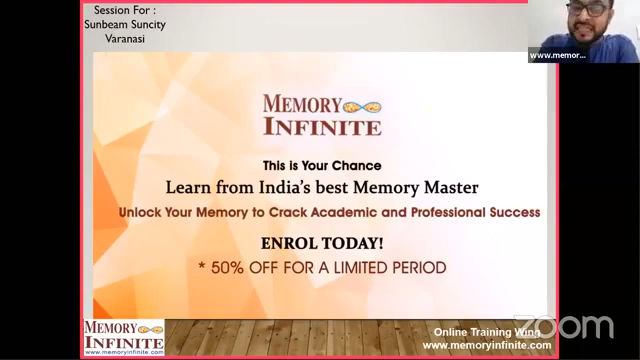 Session For :
Sunbeam Suncity
Varanasi
www.memor...
MEMORY
INFINITE
This is Your Chance
Learn from India's best Memory Master
Unlock Your Memory to Crack Academic and Professional Success
ENROL TODAY!
* 50% OFF FOR A LIMITED PERIOD
MEMORY
INFINITE
www.memoryinfinite.com
Online Training Wing
www.memoryinfinite.com
zoom